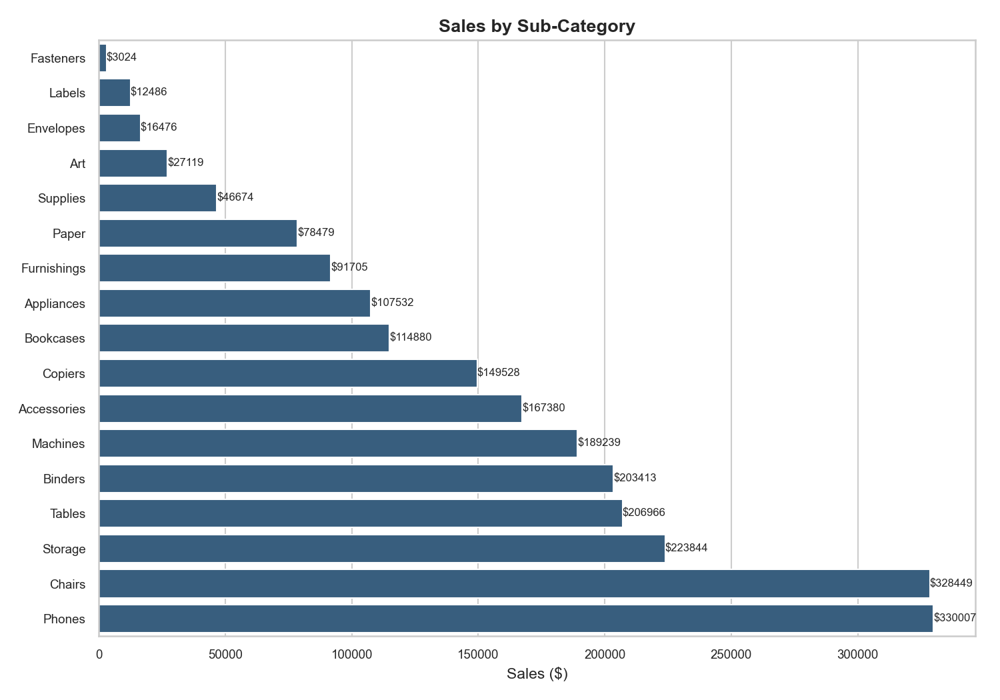 Sales by Sub-Category
Fasteners $3024
Labels $12486
Envelopes $16476
Art $27119
Supplies $46674
Paper $78479
Furnishings $91705
Appliances $107532
Bookcases $114880
Copiers $149528
Accessories $167380
Machines $189239
Binders $203413
Tables $206966
Storage $223844
Chairs $328449
Phones $330007
0 50000 100000 150000 200000 250000 300000
Sales ($)